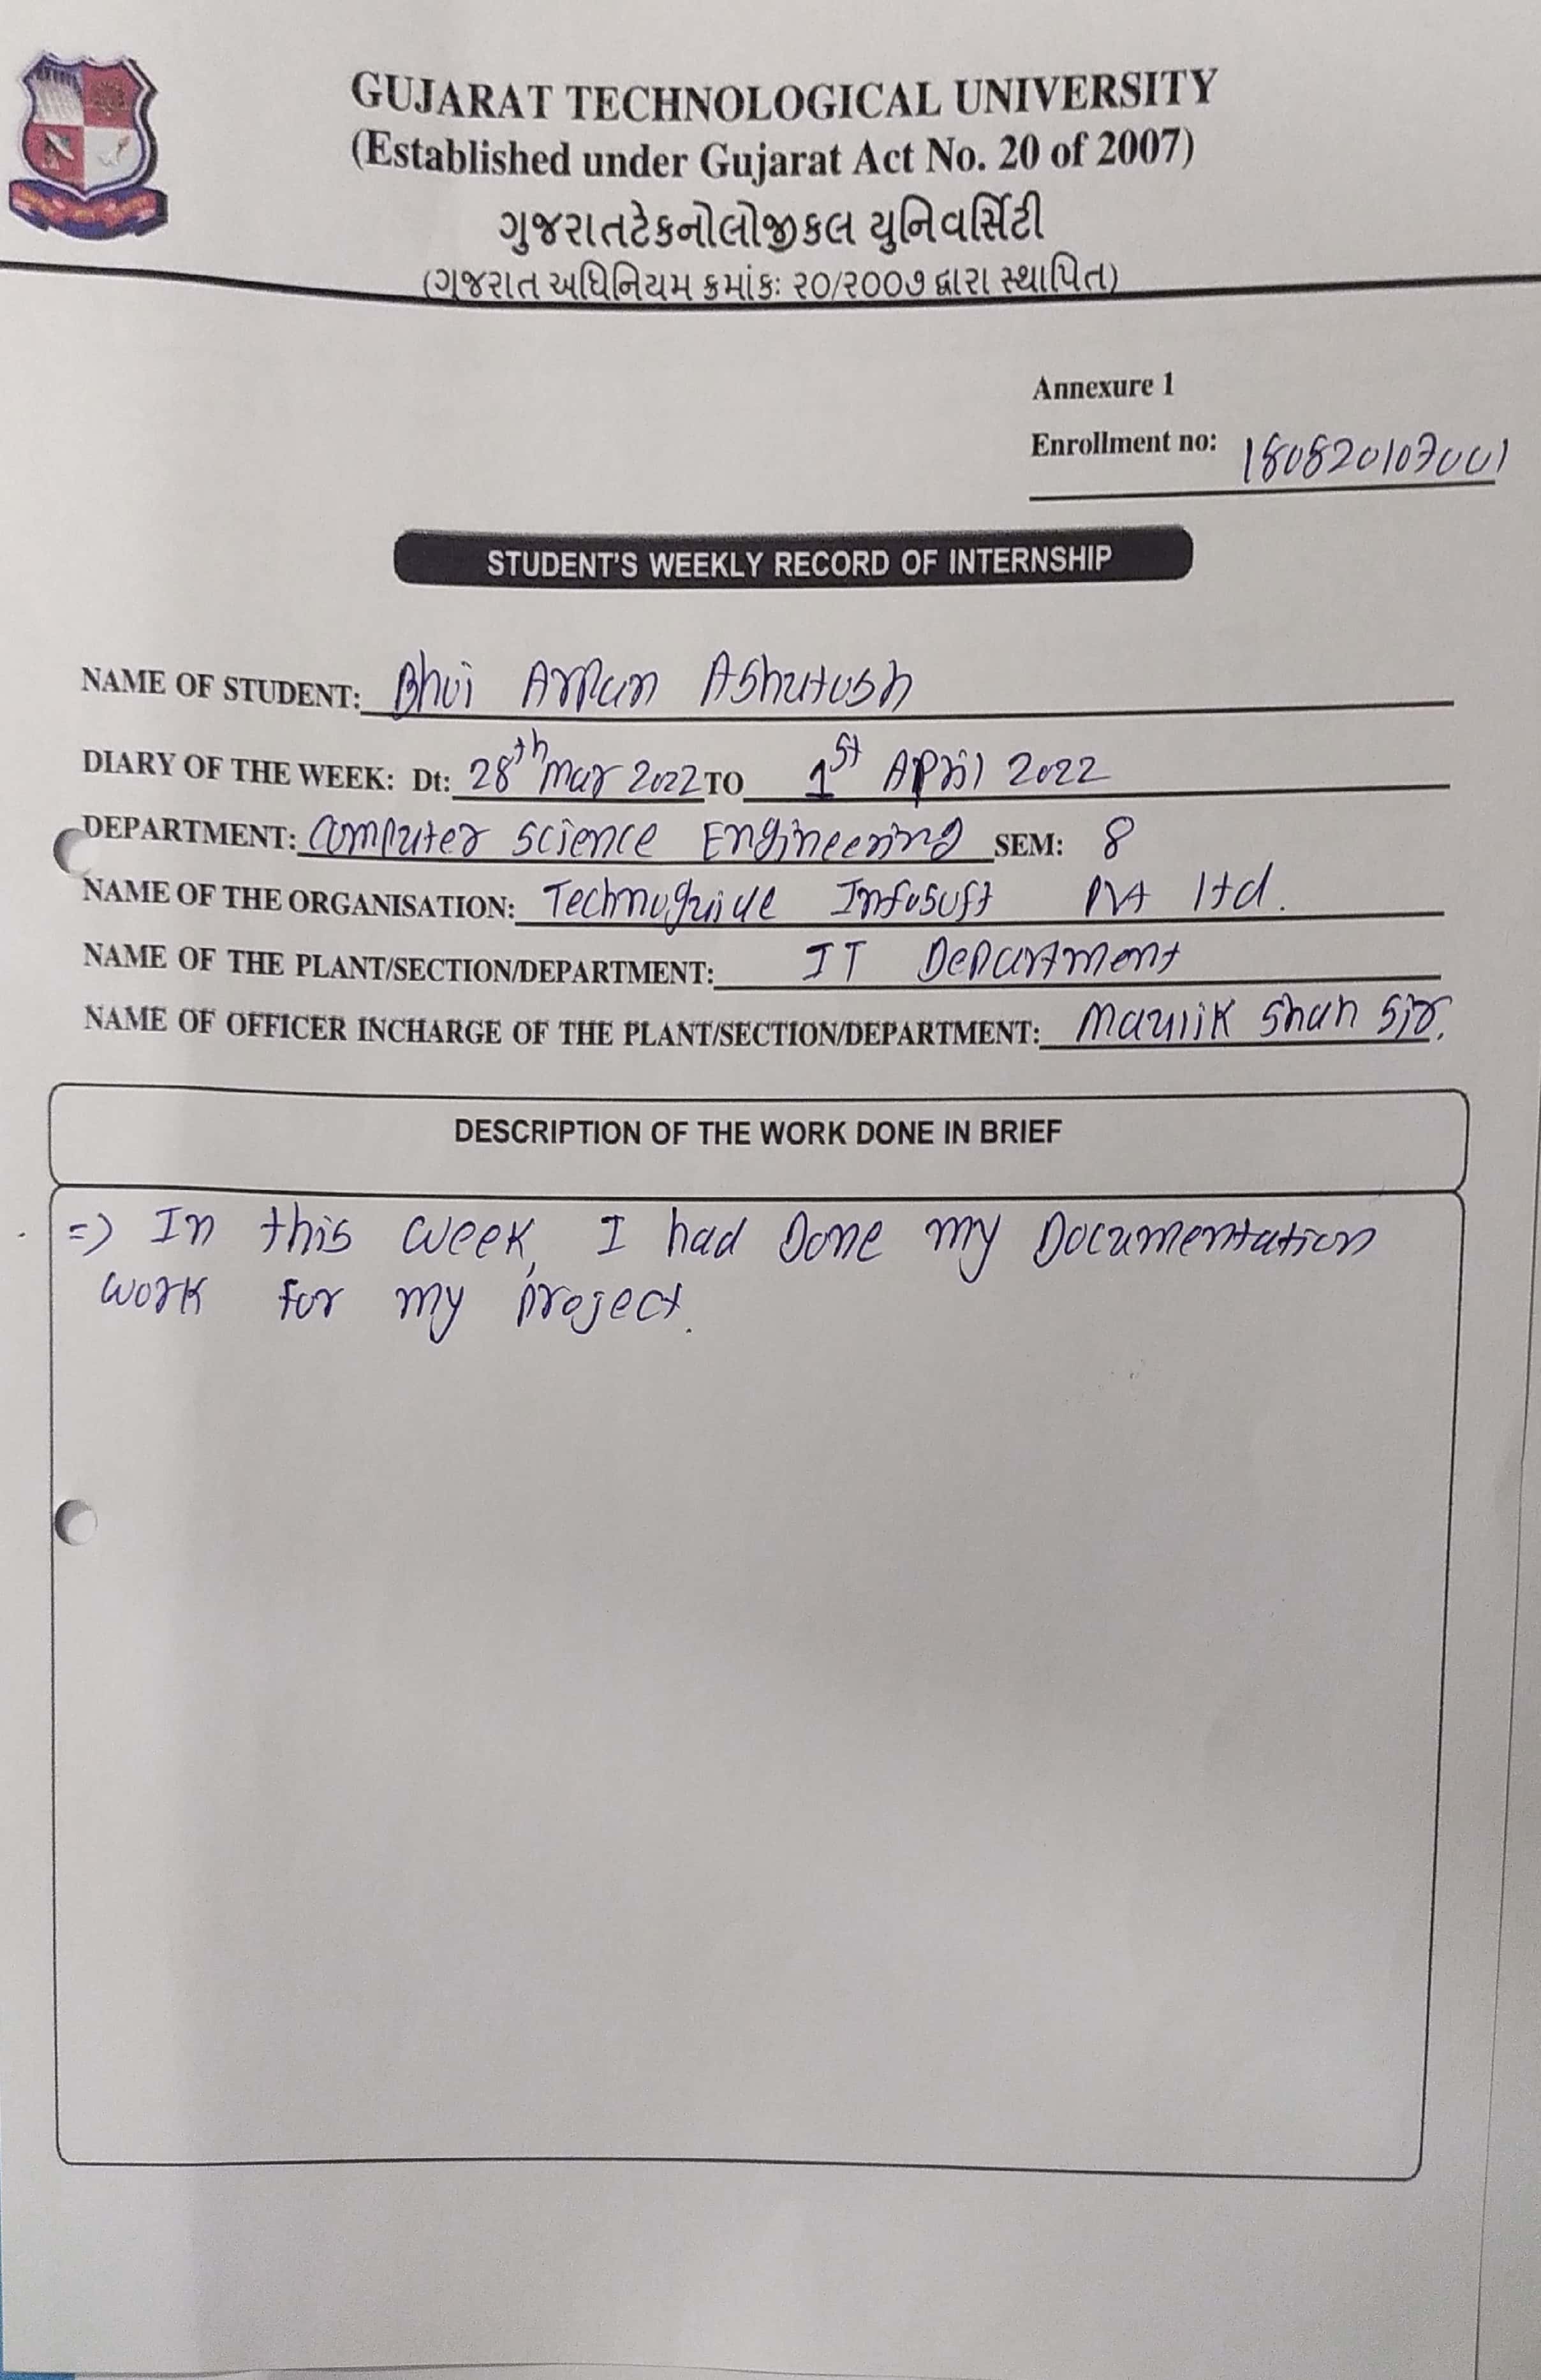 GUJARAT TECHNOLOGICAL UNIVERSITY
(Established under Gujarat Act No. 20 of 2007)
ગુજરાતટેકનોલોજીકલ યુનિવર્સિટી
(ગુજરાત અધિનિયમ ક્રમાંકઃ ૨૦/૨૦૦૭ દ્વારા સ્થાપિત)
Annexure 1
Enrollment no: 180820107001
STUDENT'S WEEKLY RECORD OF INTERNSHIP
NAME OF STUDENT: Bhoi Arpan Ashutosh
DIARY OF THE WEEK: Dt: 28th Mar 2022 TO 1st April 2022
DEPARTMENT: Computer Science Engineering SEM: 8
NAME OF THE ORGANISATION: Technoguide Infosoft Pvt ltd.
NAME OF THE PLANT/SECTION/DEPARTMENT: IT Department
NAME OF OFFICER INCHARGE OF THE PLANT/SECTION/DEPARTMENT: Maulik Shah Sir.
DESCRIPTION OF THE WORK DONE IN BRIEF
=> In this week, I had Done my Documentation
work for my project.